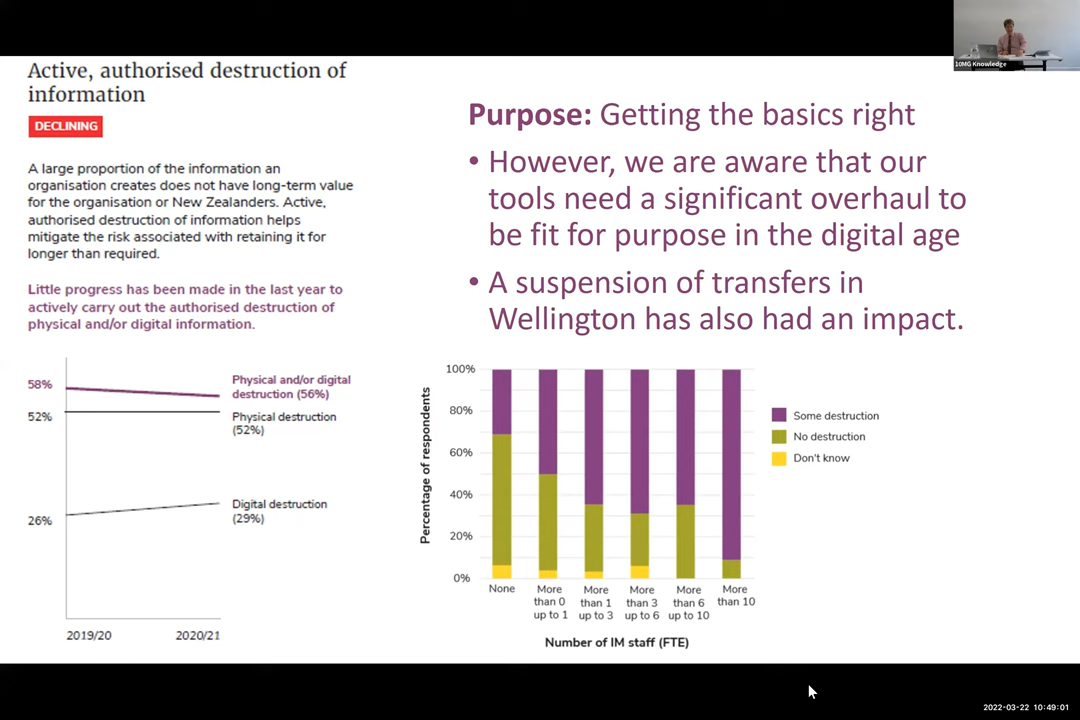 10MG Knowledge
Active, authorised destruction of
information
DECLINING
A large proportion of the information an
organisation creates does not have long-term value
for the organisation or New Zealanders. Active,
authorised destruction of information helps
mitigate the risk associated with retaining it for
longer than required.
Little progress has been made in the last year to
actively carry out the authorised destruction of
physical and/or digital information.
58%
Physical and/or digital
destruction (56%)
52%
Physical destruction
(52%)
26%
Digital destruction
(29%)
2019/20
2020/21
Purpose: Getting the basics right
• However, we are aware that our
tools need a significant overhaul to
be fit for purpose in the digital age
• A suspension of transfers in
Wellington has also had an impact.
Percentage of respondents
100%
80%
60%
40%
20%
0%
None
More
than 0
up to 1
More
than 1
up to 3
More
than 3
up to 6
More
than 6
up to 10
More
than 10
Number of IM staff (FTE)
Some destruction
No destruction
Don't know
2022-03-22 10:49:01